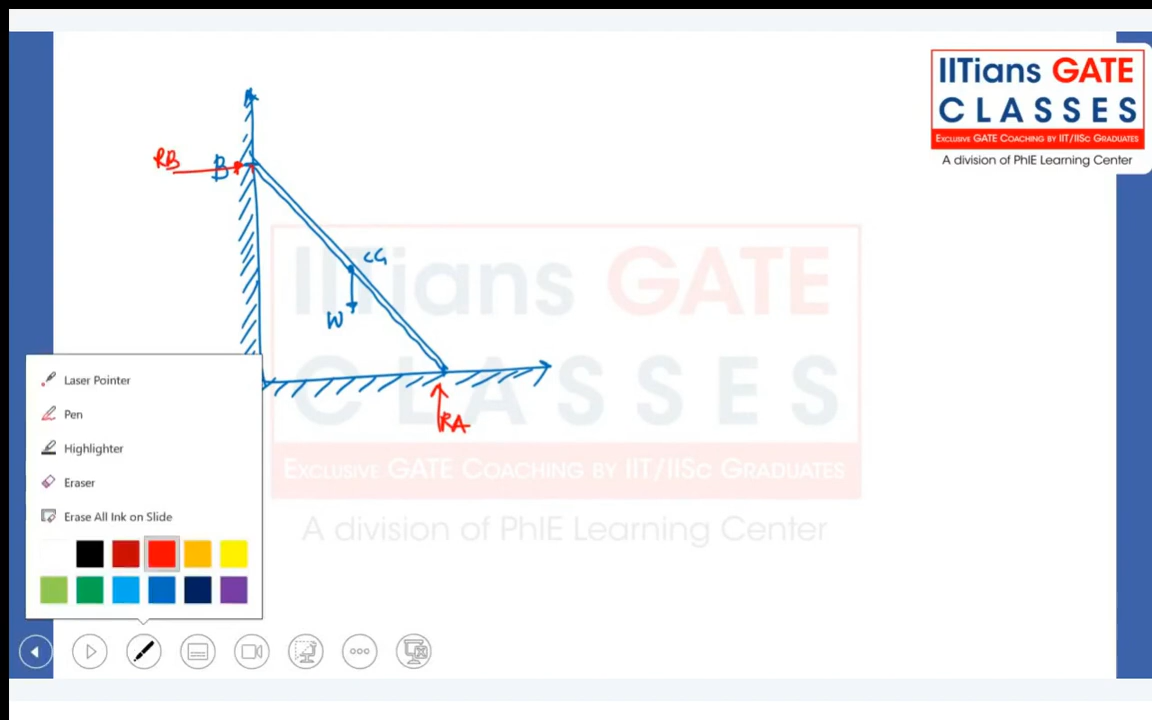 IITians GATE
CLASSES
EXCLUSIVE GATE COACHING BY IIT/IISC GRADUATES
A division of PhIE Learning Center
RB
B
CG
W
RA
IITians GATE
CLASSES
EXCLUSIVE GATE COACHING BY IIT/IISc GRADUATES
A division of PhIE Learning Center
Laser Pointer
Pen
Highlighter
Eraser
Erase All Ink on Slide